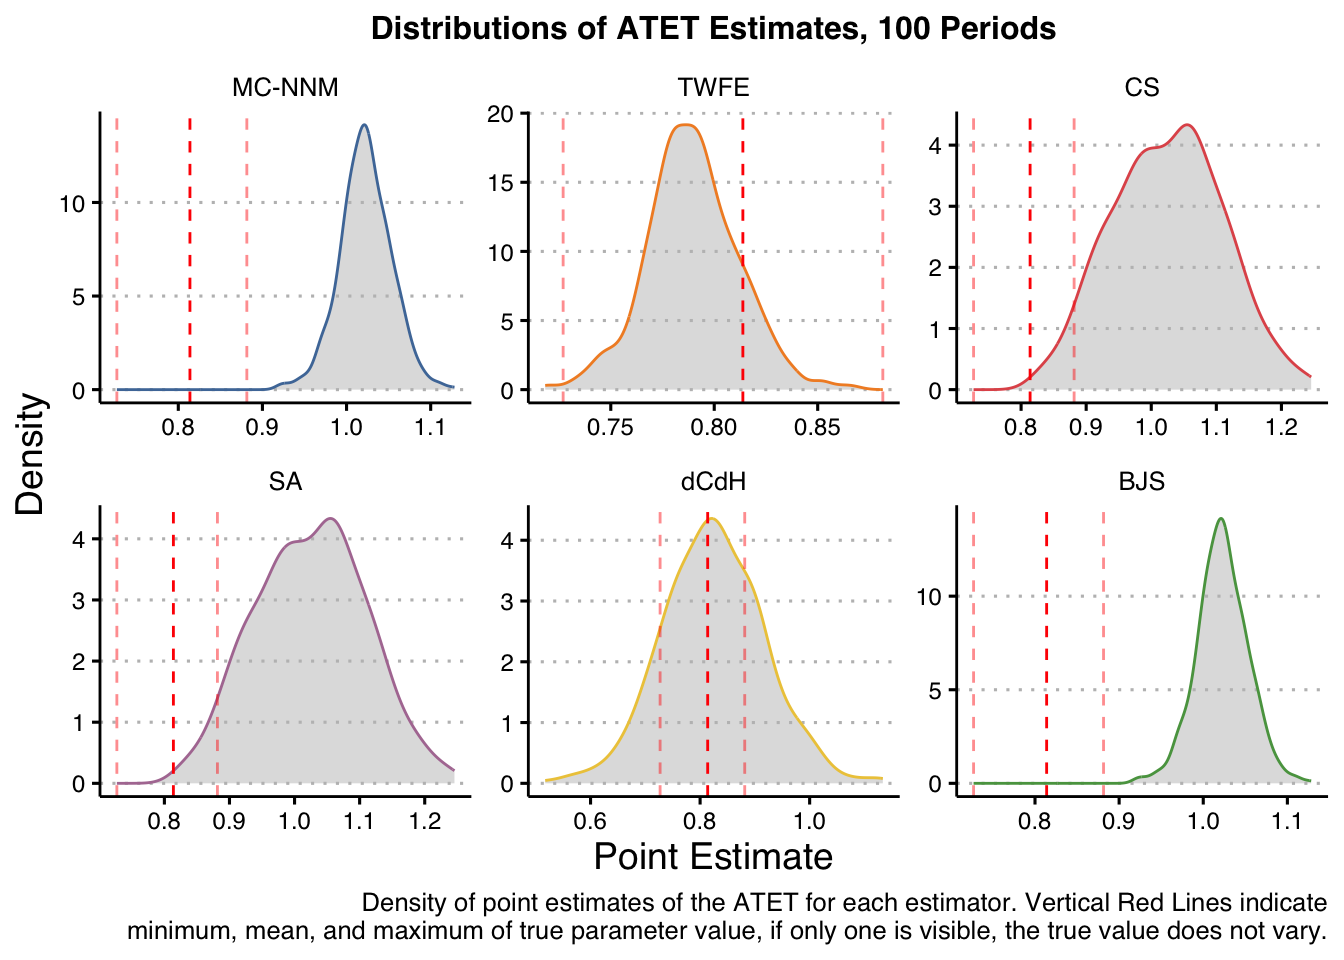 Distributions of ATET Estimates, 100 Periods
MC-NNM
TWFE
CS
10
5
0
0.8 0.9 1.0 1.1
20
15
10
5
0
0.75 0.80 0.85
4
3
2
1
0
0.8 0.9 1.0 1.1 1.2
Density
SA
dCdH
BJS
4
3
2
1
0
0.8 0.9 1.0 1.1 1.2
4
3
2
1
0
0.6 0.8 1.0
10
5
0
0.8 0.9 1.0 1.1
Point Estimate
Density of point estimates of the ATET for each estimator. Vertical Red Lines indicate
minimum, mean, and maximum of true parameter value, if only one is visible, the true value does not vary.